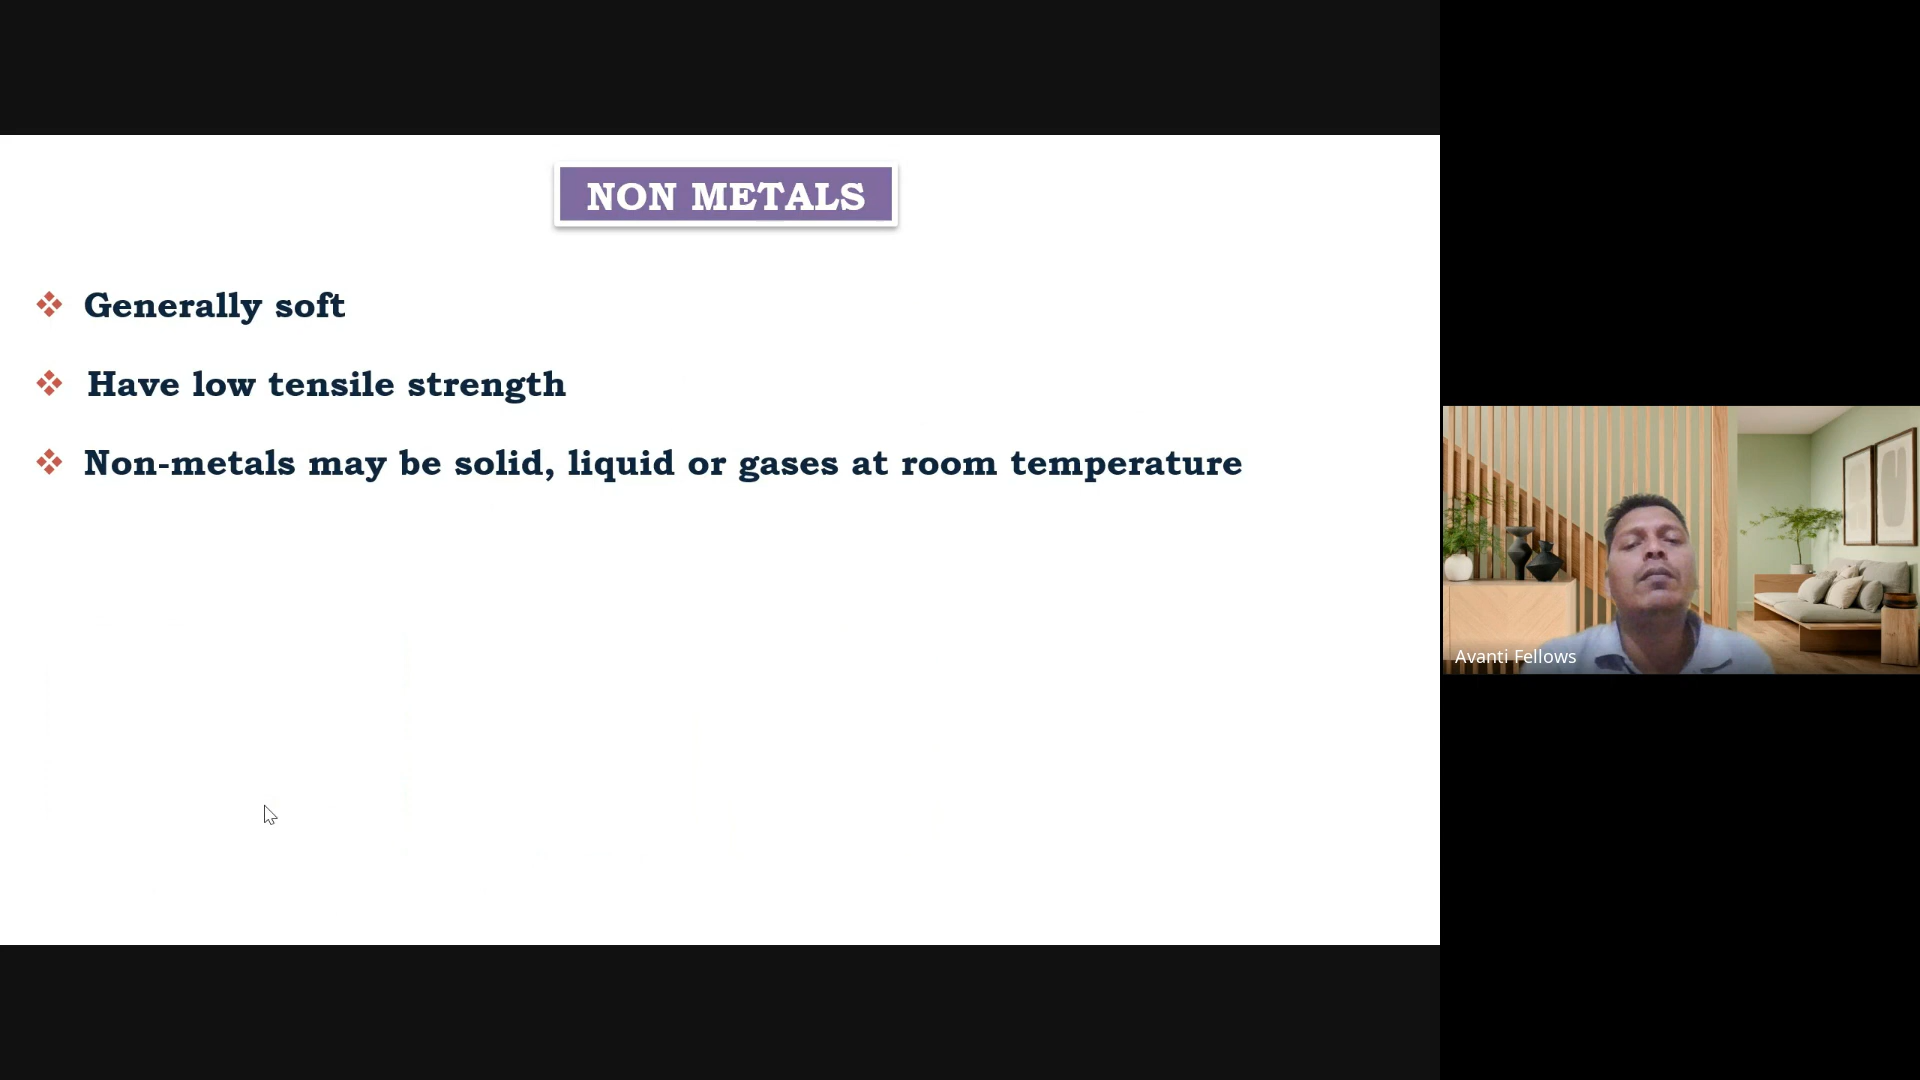 NON METALS
Generally soft
Have low tensile strength
Non-metals may be solid, liquid or gases at room temperature
Avanti Fellows